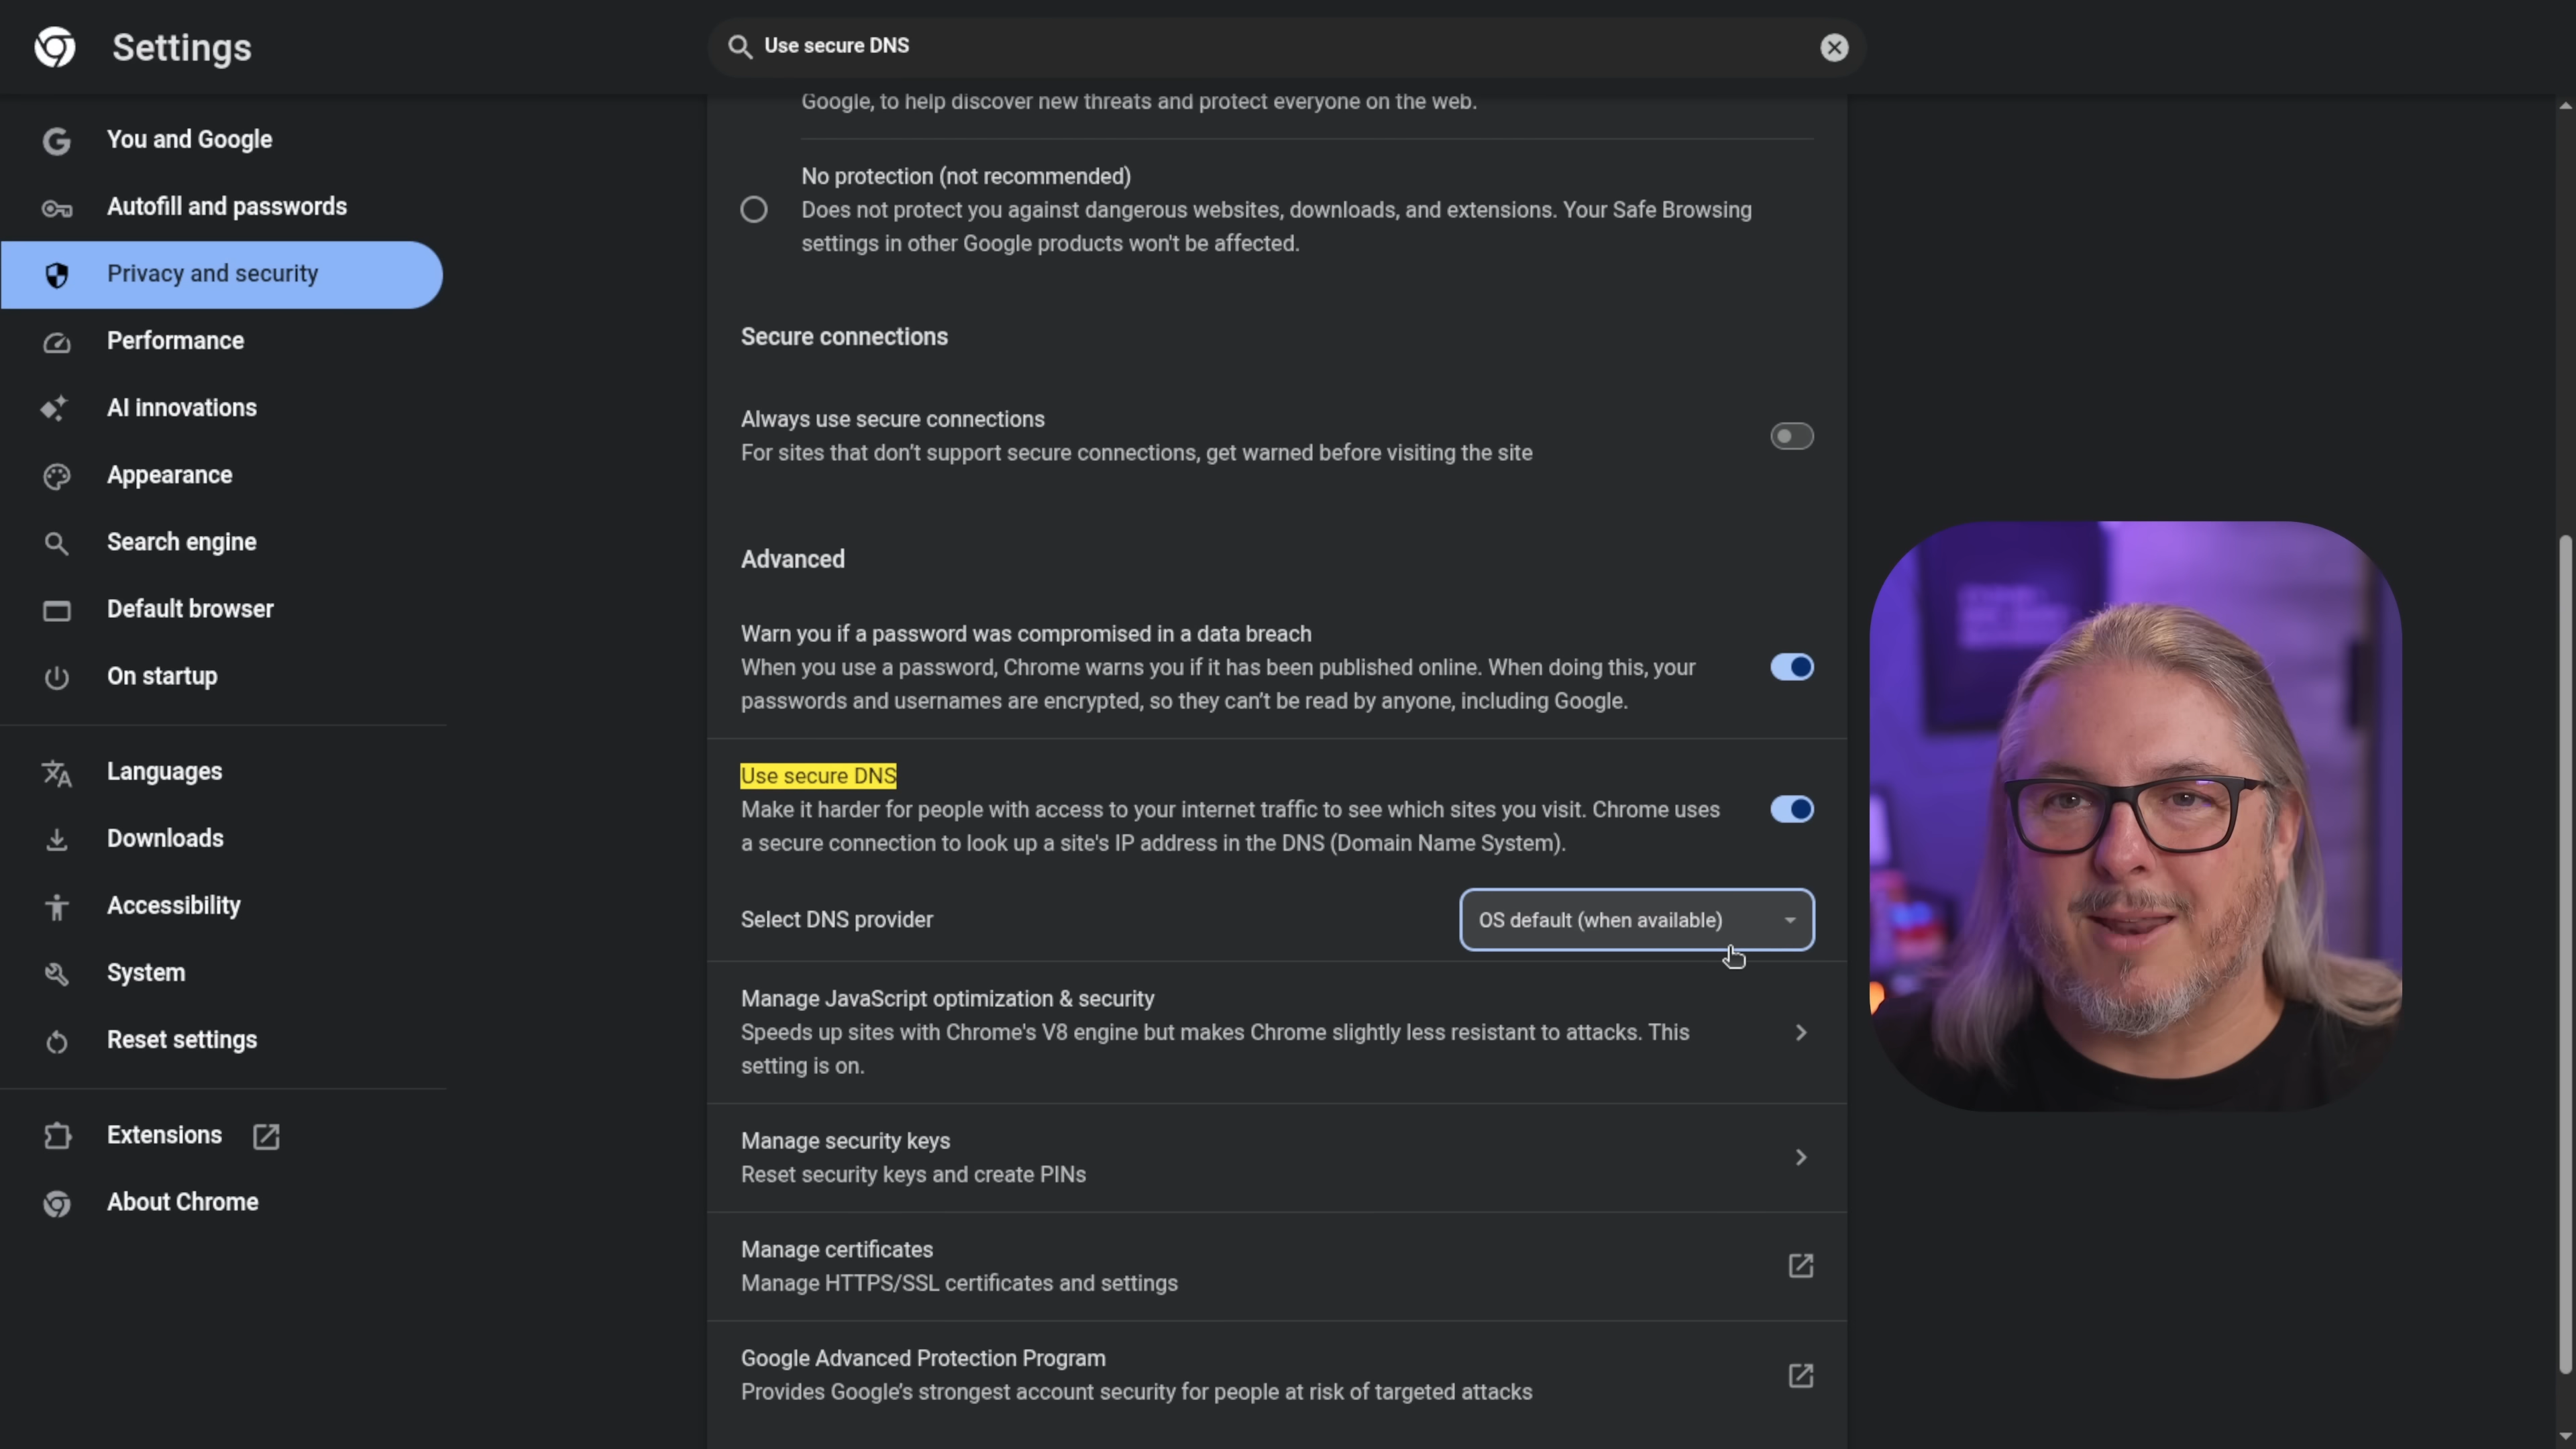 Settings
Use secure DNS
You and Google
Autofill and passwords
Privacy and security
Performance
AI innovations
Appearance
Search engine
Default browser
On startup
Languages
Downloads
Accessibility
System
Reset settings
Extensions
About Chrome
Google, to help discover new threats and protect everyone on the web.
No protection (not recommended)
Does not protect you against dangerous websites, downloads, and extensions. Your Safe Browsing
settings in other Google products won't be affected.
Secure connections
Always use secure connections
For sites that don't support secure connections, get warned before visiting the site
Advanced
Warn you if a password was compromised in a data breach
When you use a password, Chrome warns you if it has been published online. When doing this, your
passwords and usernames are encrypted, so they can't be read by anyone, including Google.
Use secure DNS
Make it harder for people with access to your internet traffic to see which sites you visit. Chrome uses
a secure connection to look up a site's IP address in the DNS (Domain Name System).
Select DNS provider
OS default (when available)
Manage JavaScript optimization & security
Speeds up sites with Chrome's V8 engine but makes Chrome slightly less resistant to attacks. This
setting is on.
Manage security keys
Reset security keys and create PINs
Manage certificates
Manage HTTPS/SSL certificates and settings
Google Advanced Protection Program
Provides Google's strongest account security for people at risk of targeted attacks